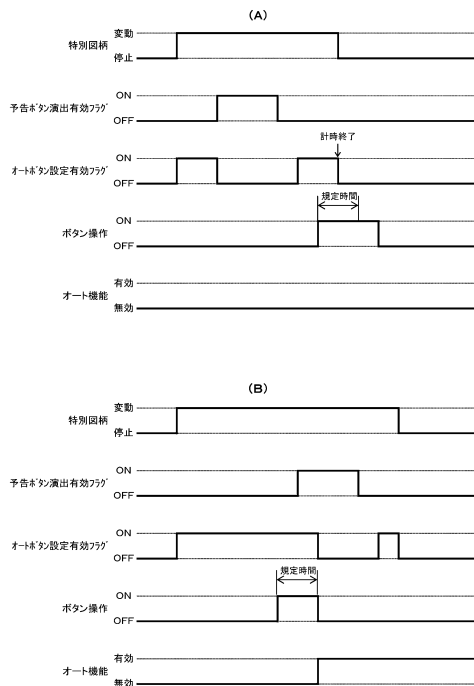 (A)
変動
特別図柄
停止
ON
予告ボタン演出有効フラグ
OFF
計時終了
ON
オートボタン設定有効フラグ
OFF
規定時間
ON
ボタン操作
OFF
有効
オート機能
無効
(B)
変動
特別図柄
停止
ON
予告ボタン演出有効フラグ
OFF
ON
オートボタン設定有効フラグ
OFF
規定時間
ON
ボタン操作
OFF
有効
オート機能
無効